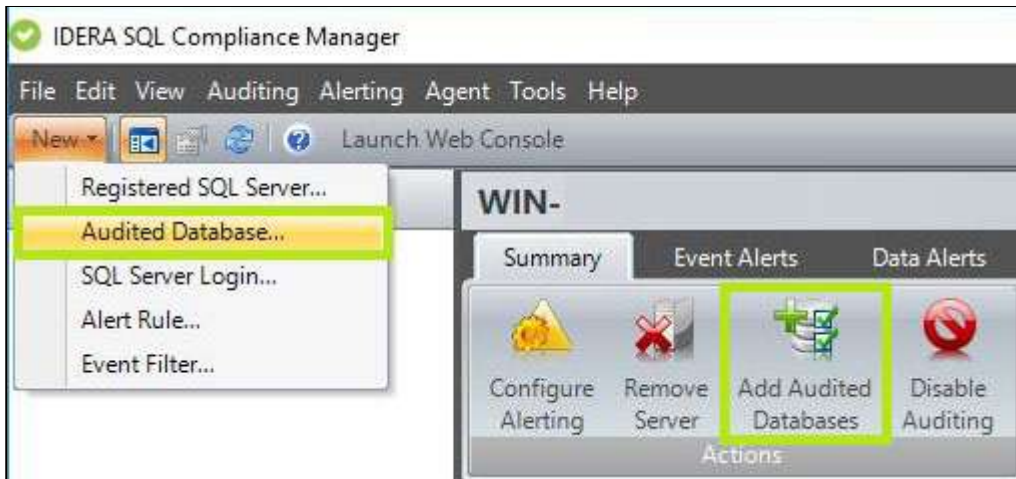 IDERA SQL Compliance Manager
File Edit View Auditing Alerting Agent Tools Help
New Launch Web Console
Registered SQL Server...
Audited Database...
SQL Server Login...
Alert Rule...
Event Filter...
WIN-
Summary Event Alerts Data Alerts
Configure Alerting
Remove Server
Add Audited Databases
Disable Auditing
Actions